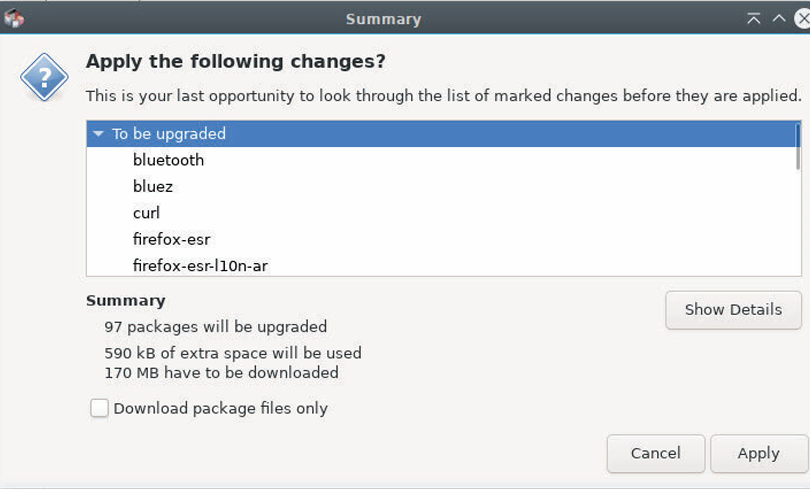 Summary
Apply the following changes?
This is your last opportunity to look through the list of marked changes before they are applied.
To be upgraded
bluetooth
bluez
curl
firefox-esr
firefox-esr-l10n-ar
Summary
Show Details
97 packages will be upgraded
590 kB of extra space will be used
170 MB have to be downloaded
Download package files only
Cancel
Apply